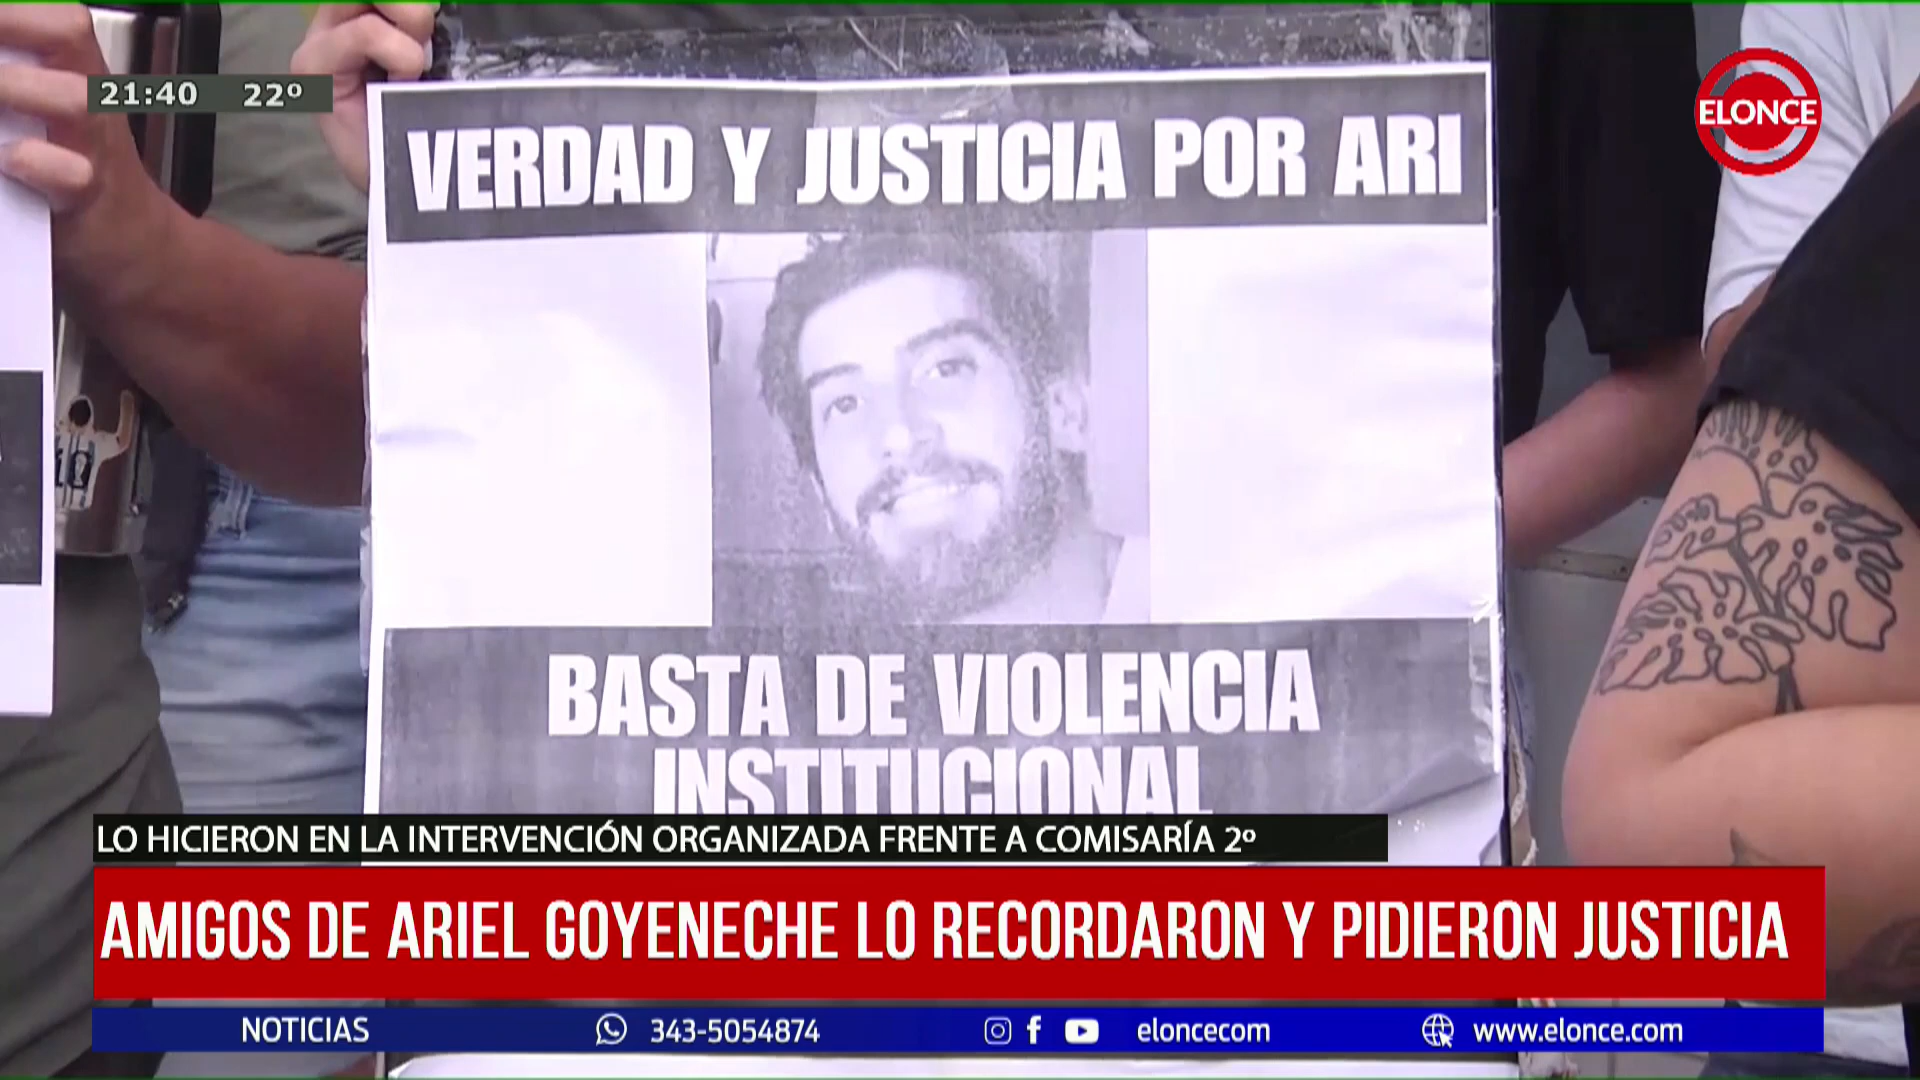 21:40 22º
ELONCE
VERDAD Y JUSTICIA POR ARI
10
BASTA DE VIOLENCIA
INSTITUCIONAL
LO HICIERON EN LA INTERVENCIÓN ORGANIZADA FRENTE A COMISARÍA 2º
AMIGOS DE ARIEL GOYENECHE LO RECORDARON Y PIDIERON JUSTICIA
NOTICIAS 343-5054874 eloncecom www.elonce.com